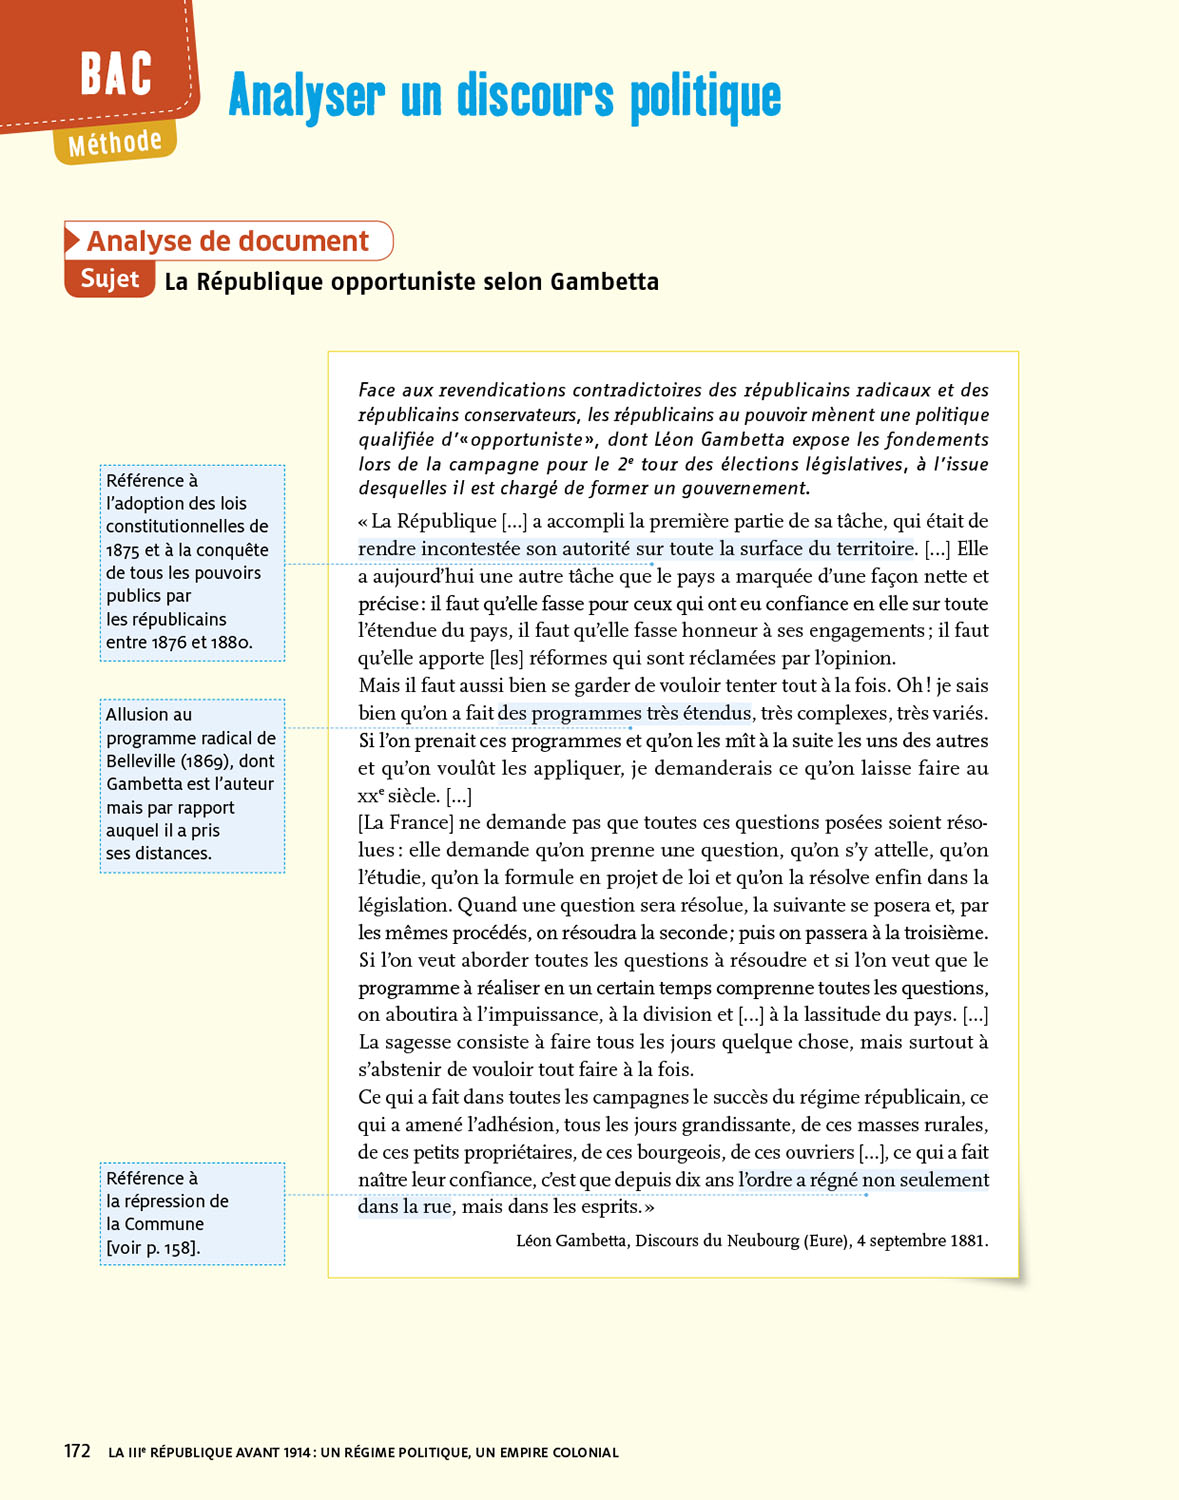 BAC
Méthode
Analyser un discours politique
Analyse de document
Sujet La République opportuniste selon Gambetta
Face aux revendications contradictoires des républicains radicaux et des
républicains conservateurs, les républicains au pouvoir mènent une politique
qualifiée d’« opportuniste », dont Léon Gambetta expose les fondements
lors de la campagne pour le 2e tour des élections législatives, à l’issue
desquelles il est chargé de former un gouvernement.
« La République [...] a accompli la première partie de sa tâche, qui était de
rendre incontestée son autorité sur toute la surface du territoire. [...] Elle
a aujourd’hui une autre tâche que le pays a marquée d’une façon nette et
précise : il faut qu’elle fasse pour ceux qui ont eu confiance en elle sur toute
l’étendue du pays, il faut qu’elle fasse honneur à ses engagements ; il faut
qu’elle apporte [les] réformes qui sont réclamées par l’opinion.
Mais il faut aussi bien se garder de vouloir tenter tout à la fois. Oh ! je sais
bien qu’on a fait des programmes très étendus, très complexes, très variés.
Si l’on prenait ces programmes et qu’on les mît à la suite les uns des autres
et qu’on voulût les appliquer, je demanderais ce qu’on laisse faire au
XXe siècle. [...]
[La France] ne demande pas que toutes ces questions posées soient réso-
lues : elle demande qu’on prenne une question, qu’on s’y attelle, qu’on
l’étudie, qu’on la formule en projet de loi et qu’on la résolve enfin dans la
législation. Quand une question sera résolue, la suivante se posera et, par
les mêmes procédés, on résoudra la seconde ; puis on passera à la troisième.
Si l’on veut aborder toutes les questions à résoudre et si l’on veut que le
programme à réaliser en un certain temps comprenne toutes les questions,
on aboutira à l’impuissance, à la division et [...] à la lassitude du pays. [...]
La sagesse consiste à faire tous les jours quelque chose, mais surtout à
s’abstenir de vouloir tout faire à la fois.
Ce qui a fait dans toutes les campagnes le succès du régime républicain, ce
qui a amené l’adhésion, tous les jours grandissante, de ces masses rurales,
de ces petits propriétaires, de ces bourgeois, de ces ouvriers [...], ce qui a fait
naître leur confiance, c’est que depuis dix ans l’ordre a régné non seulement
dans la rue, mais dans les esprits. »
Léon Gambetta, Discours du Neubourg (Eure), 4 septembre 1881.
Référence à
l’adoption des lois
constitutionnelles de
1875 et à la conquête
de tous les pouvoirs
publics par
les républicains
entre 1876 et 1880.
Allusion au
programme radical de
Belleville (1869), dont
Gambetta est l’auteur
mais par rapport
auquel il a pris
ses distances.
Référence à
la répression de
la Commune
[voir p. 158].
172 LA IIIe RÉPUBLIQUE AVANT 1914 : UN RÉGIME POLITIQUE, UN EMPIRE COLONIAL